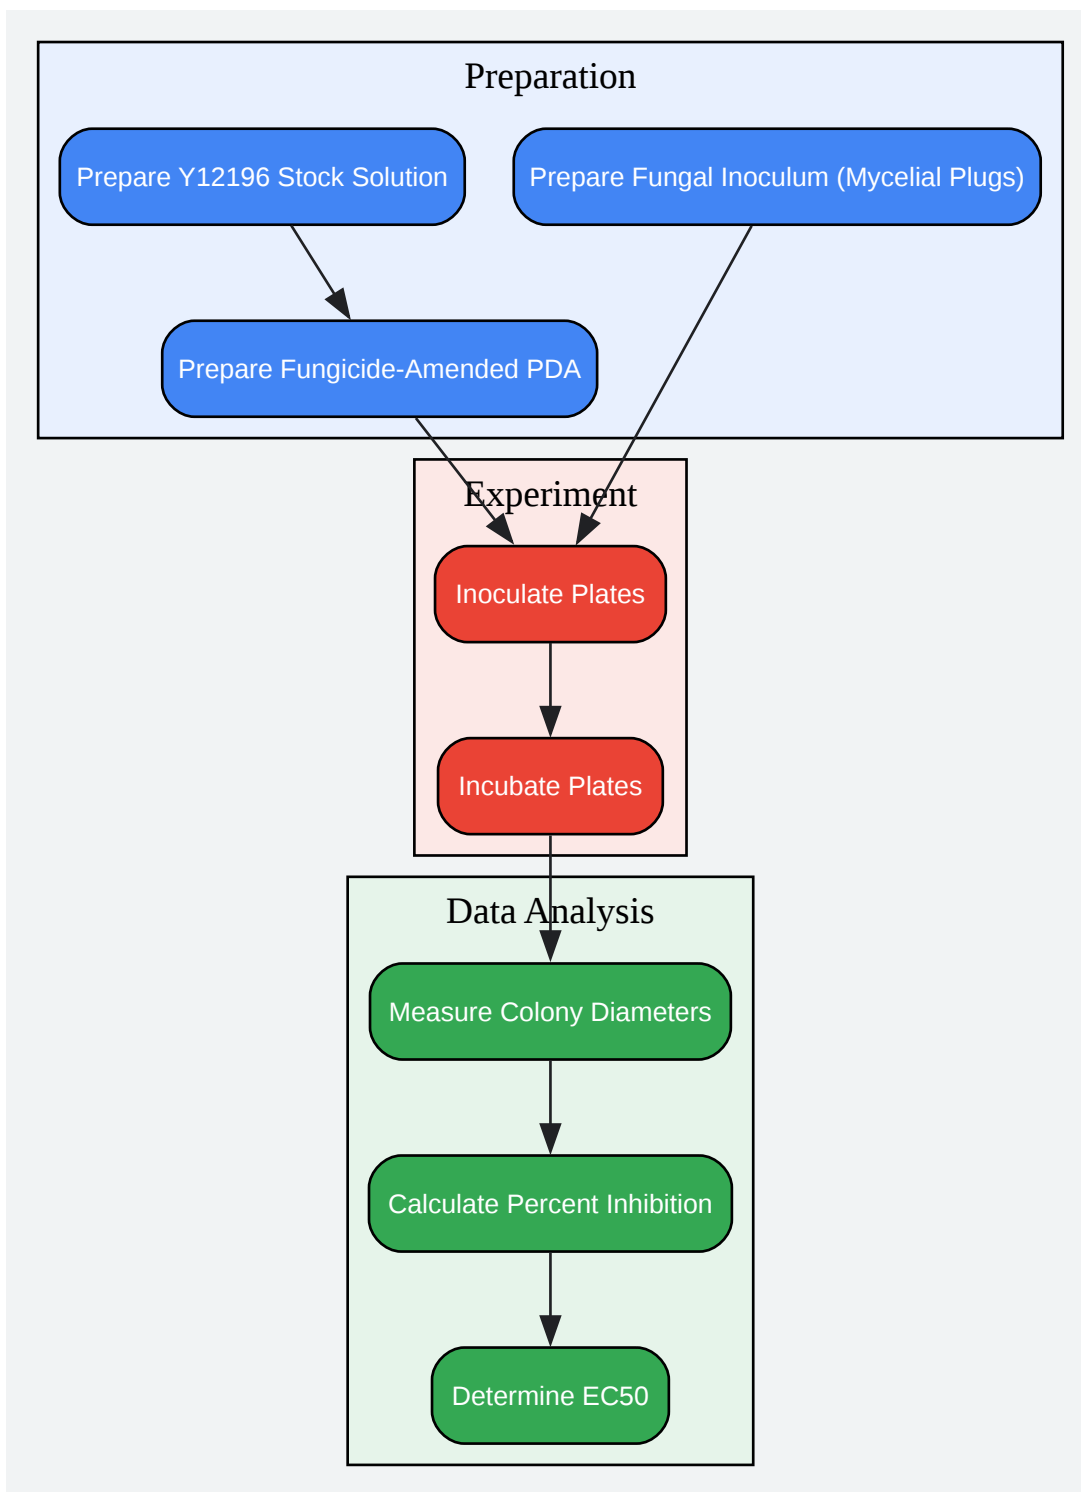 Preparation
Prepare Y12196 Stock Solution
Prepare Fungal Inoculum (Mycelial Plugs)
Prepare Fungicide-Amended PDA
Experiment
Inoculate Plates
Incubate Plates
Data Analysis
Measure Colony Diameters
Calculate Percent Inhibition
Determine EC50